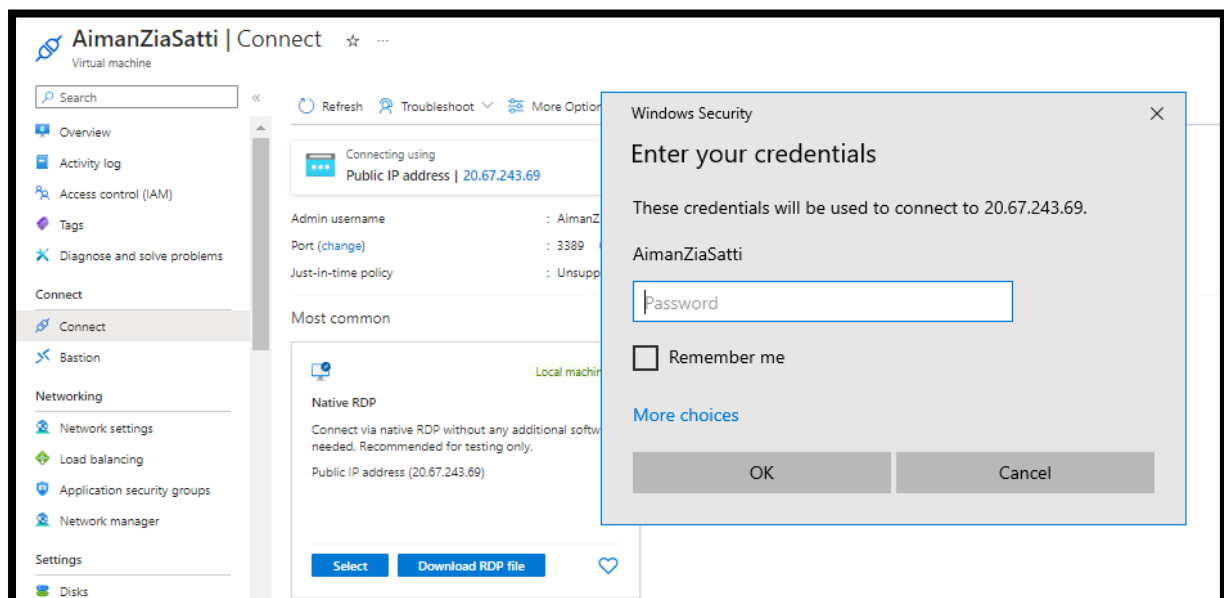 AimanZiaSatti | Connect ☆ ...
Virtual machine
Search «
Overview
Activity log
Access control (IAM)
Tags
Diagnose and solve problems
Connect
Connect
Bastion
Networking
Network settings
Load balancing
Application security groups
Network manager
Settings
Disks
Refresh Troubleshoot More Option
Connecting using
Public IP address | 20.67.243.69
Admin username : AimanZ
Port (change) : 3389
Just-in-time policy : Unsupp
Most common
Local machin
Native RDP
Connect via native RDP without any additional softw
needed. Recommended for testing only.
Public IP address (20.67.243.69)
Select Download RDP file
Windows Security
Enter your credentials
These credentials will be used to connect to 20.67.243.69.
AimanZiaSatti
Password
Remember me
More choices
OK Cancel